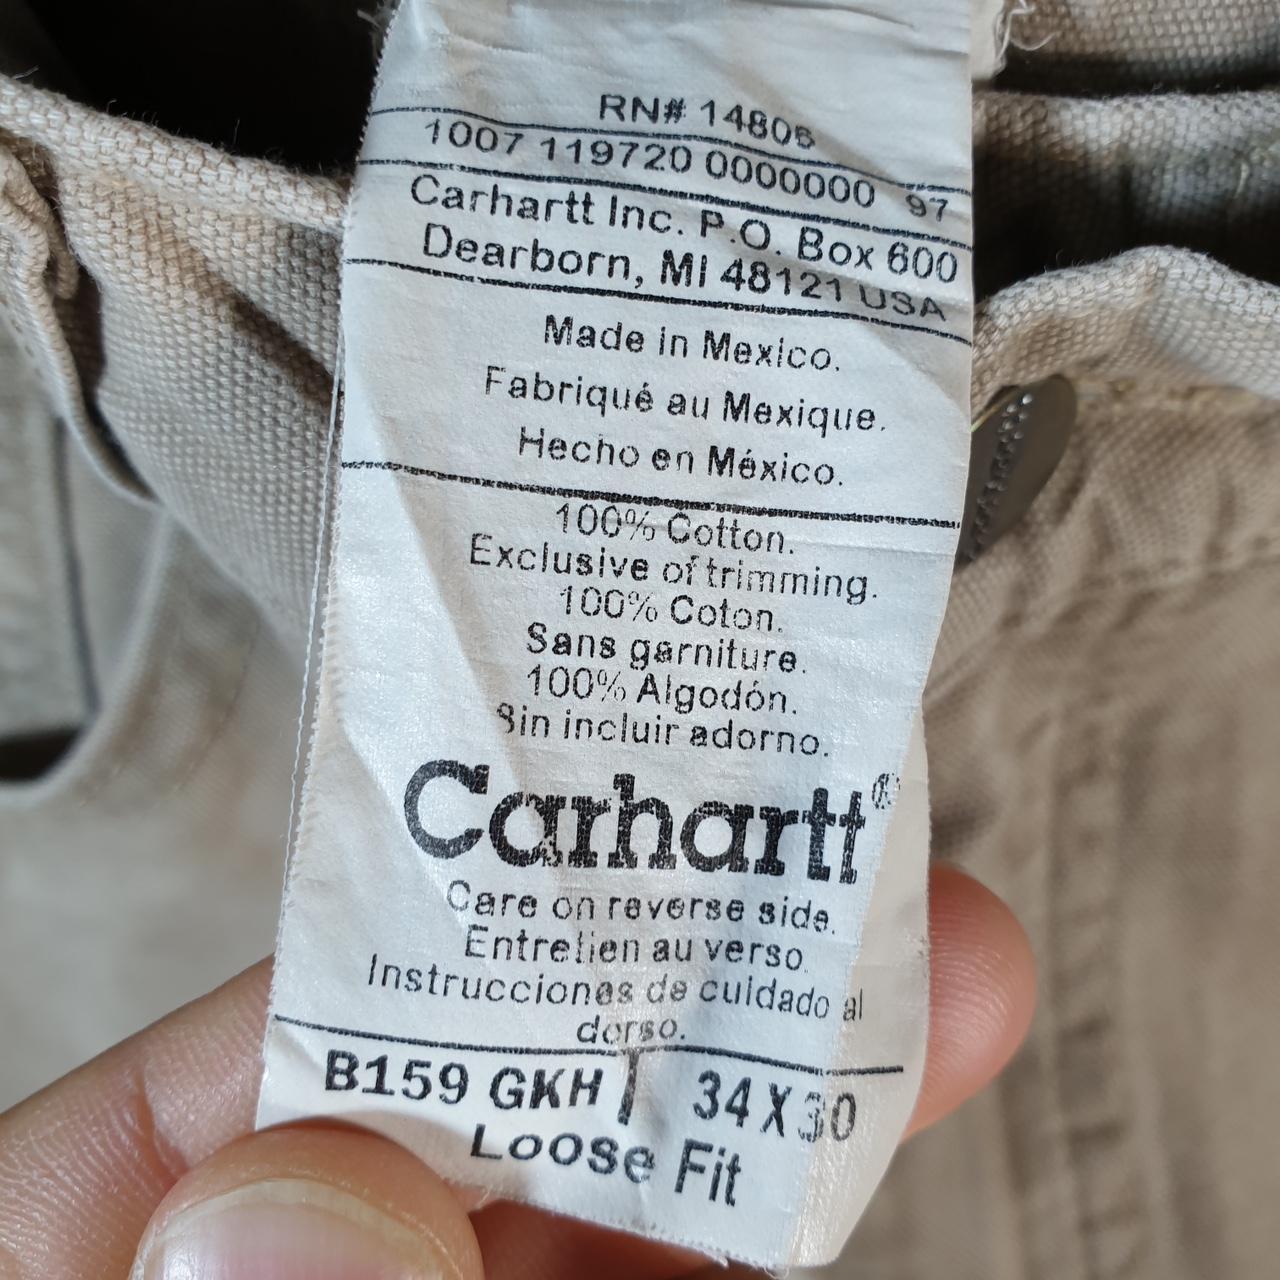 RN# 14806
1007 119720 0000000 97
Carhartt Inc. P.O. Box 600
Dearborn, MI 48121 USA
Made in Mexico.
Fabriqué au Mexique.
Hecho en México.
100% Cotton.
Exclusive of trimming.
100% Coton.
Sans garniture.
100% Algodón.
Sin incluir adorno.
Carhartt®
Care on reverse side.
Entretien au verso.
Instrucciones de cuidado al
dorso.
B159 GKH | 34 X 30
Loose Fit